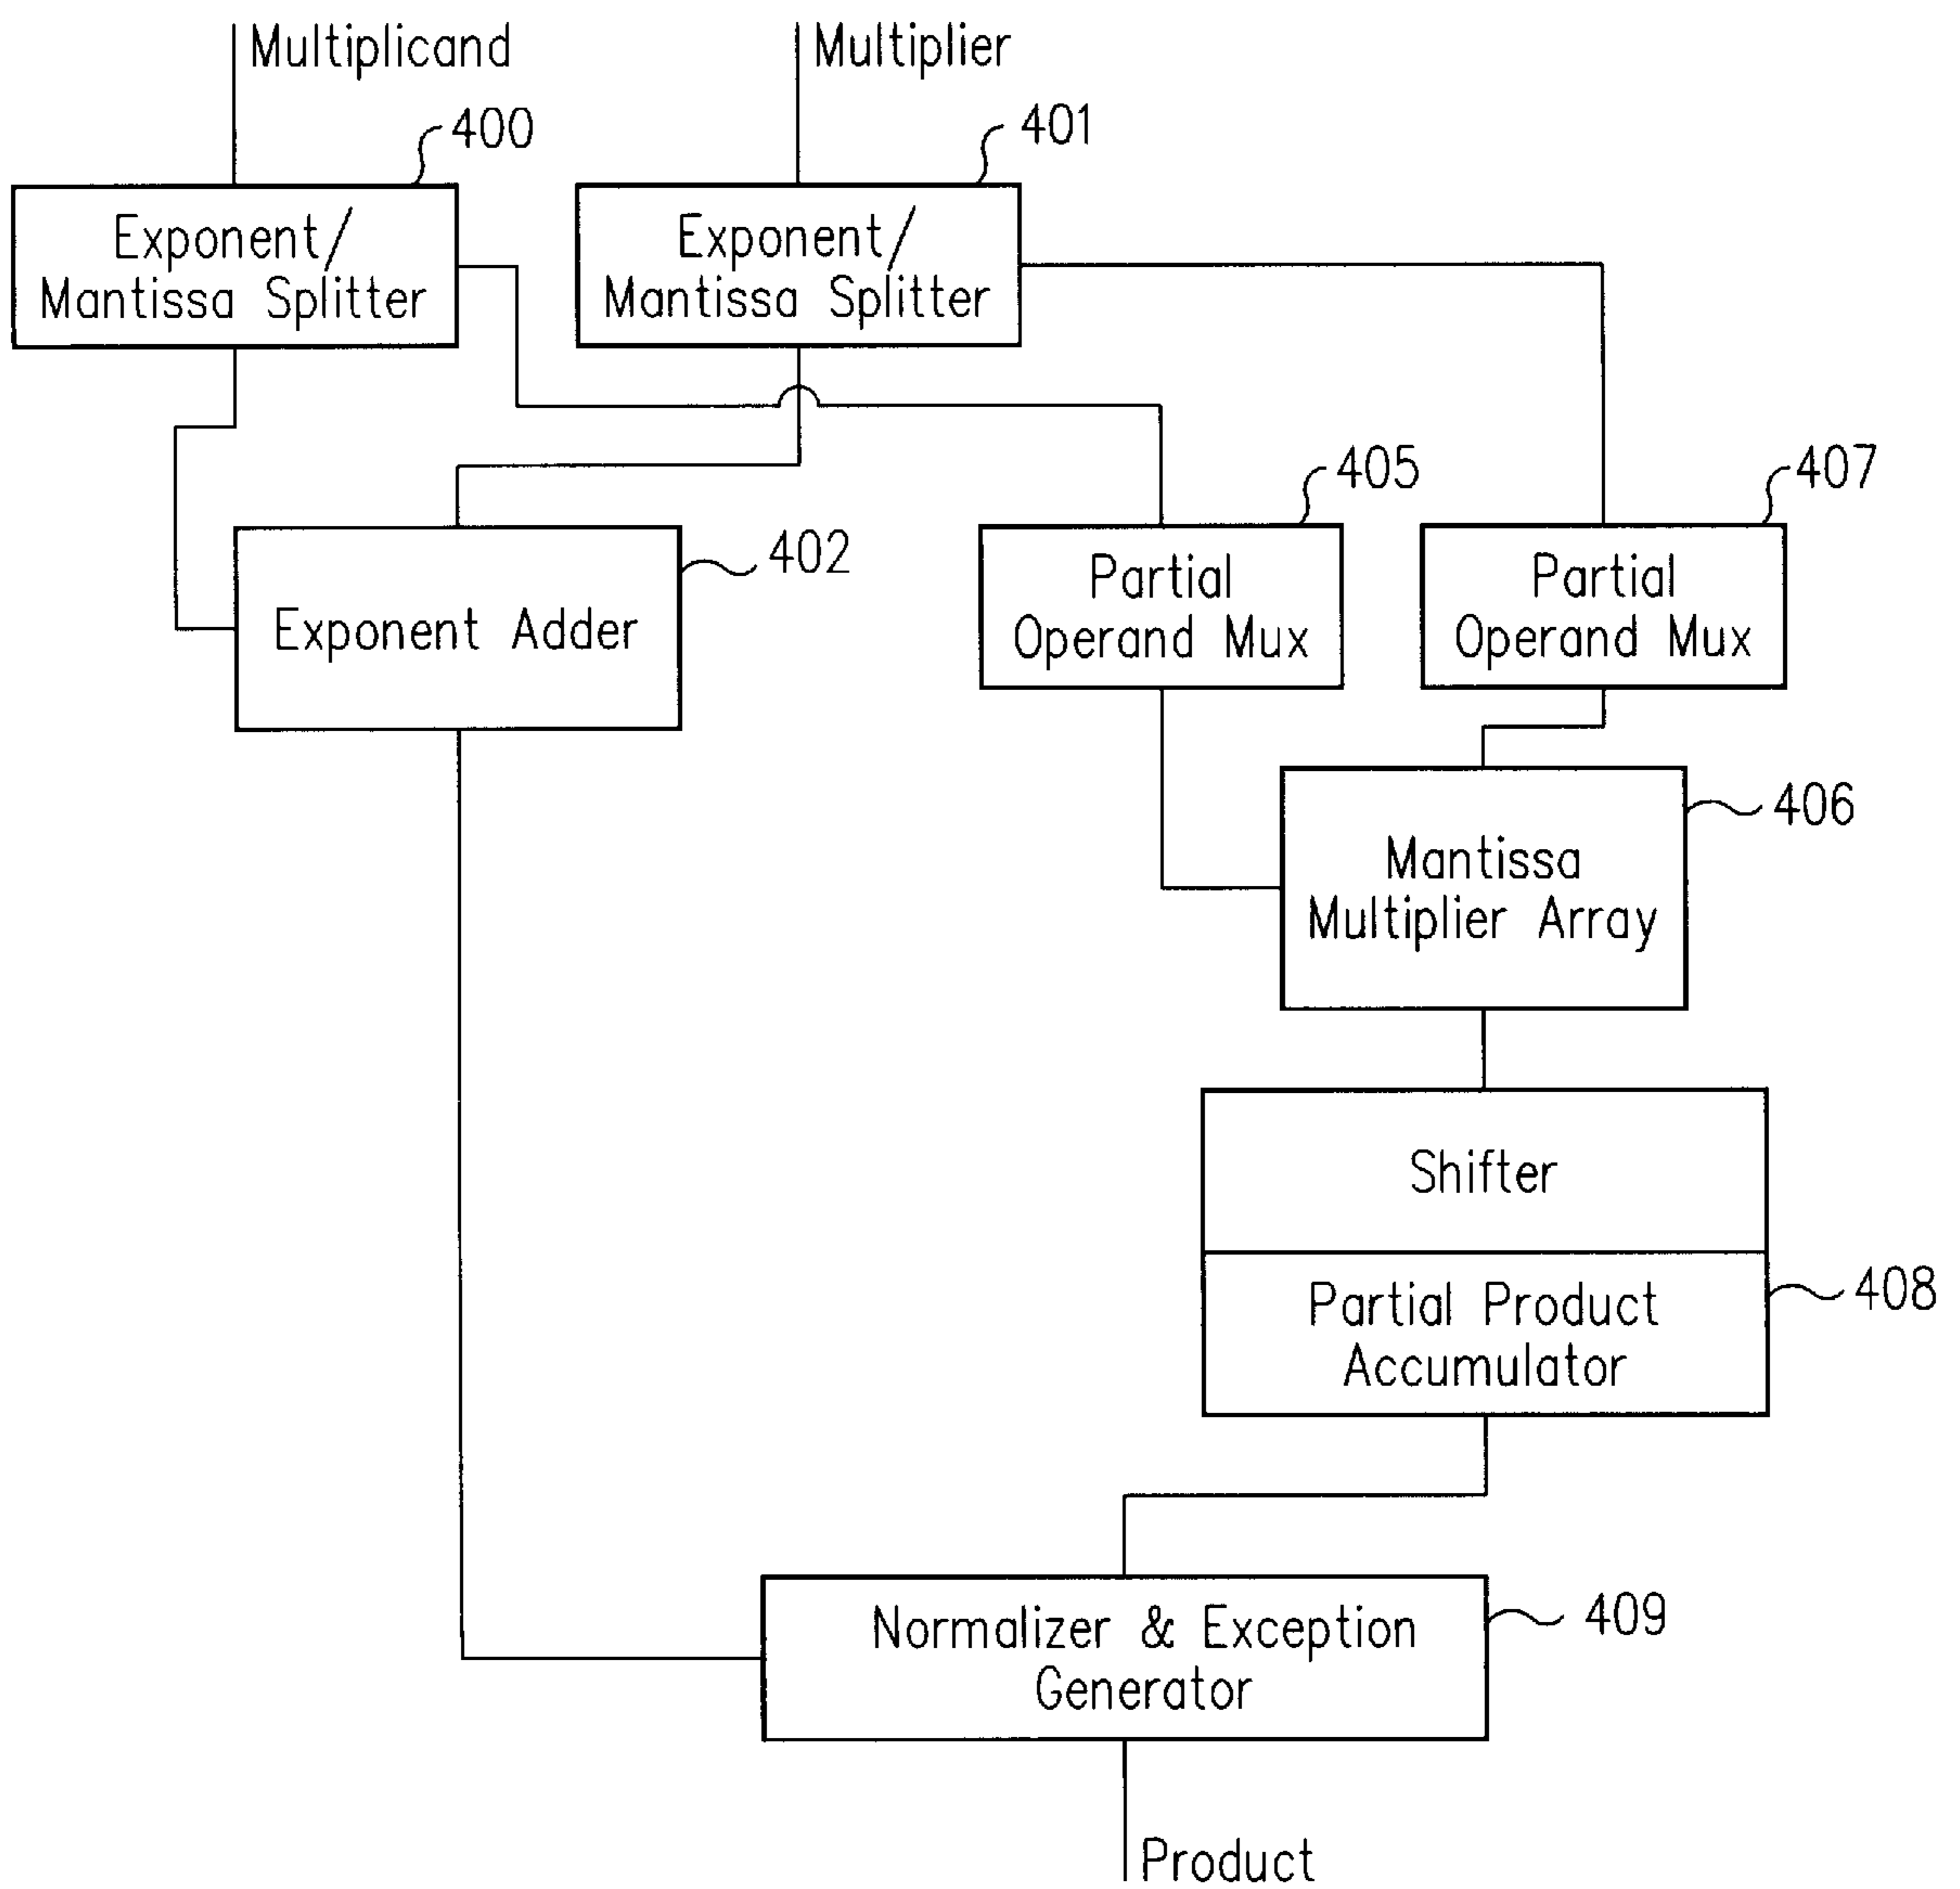 Multiplicand
Multiplier
400
401
Exponent/
Mantissa Splitter
Exponent/
Mantissa Splitter
405
407
402
Exponent Adder
Partial
Operand Mux
Partial
Operand Mux
406
Mantissa
Multiplier Array
Shifter
408
Partial Product
Accumulator
409
Normalizer & Exception
Generator
Product